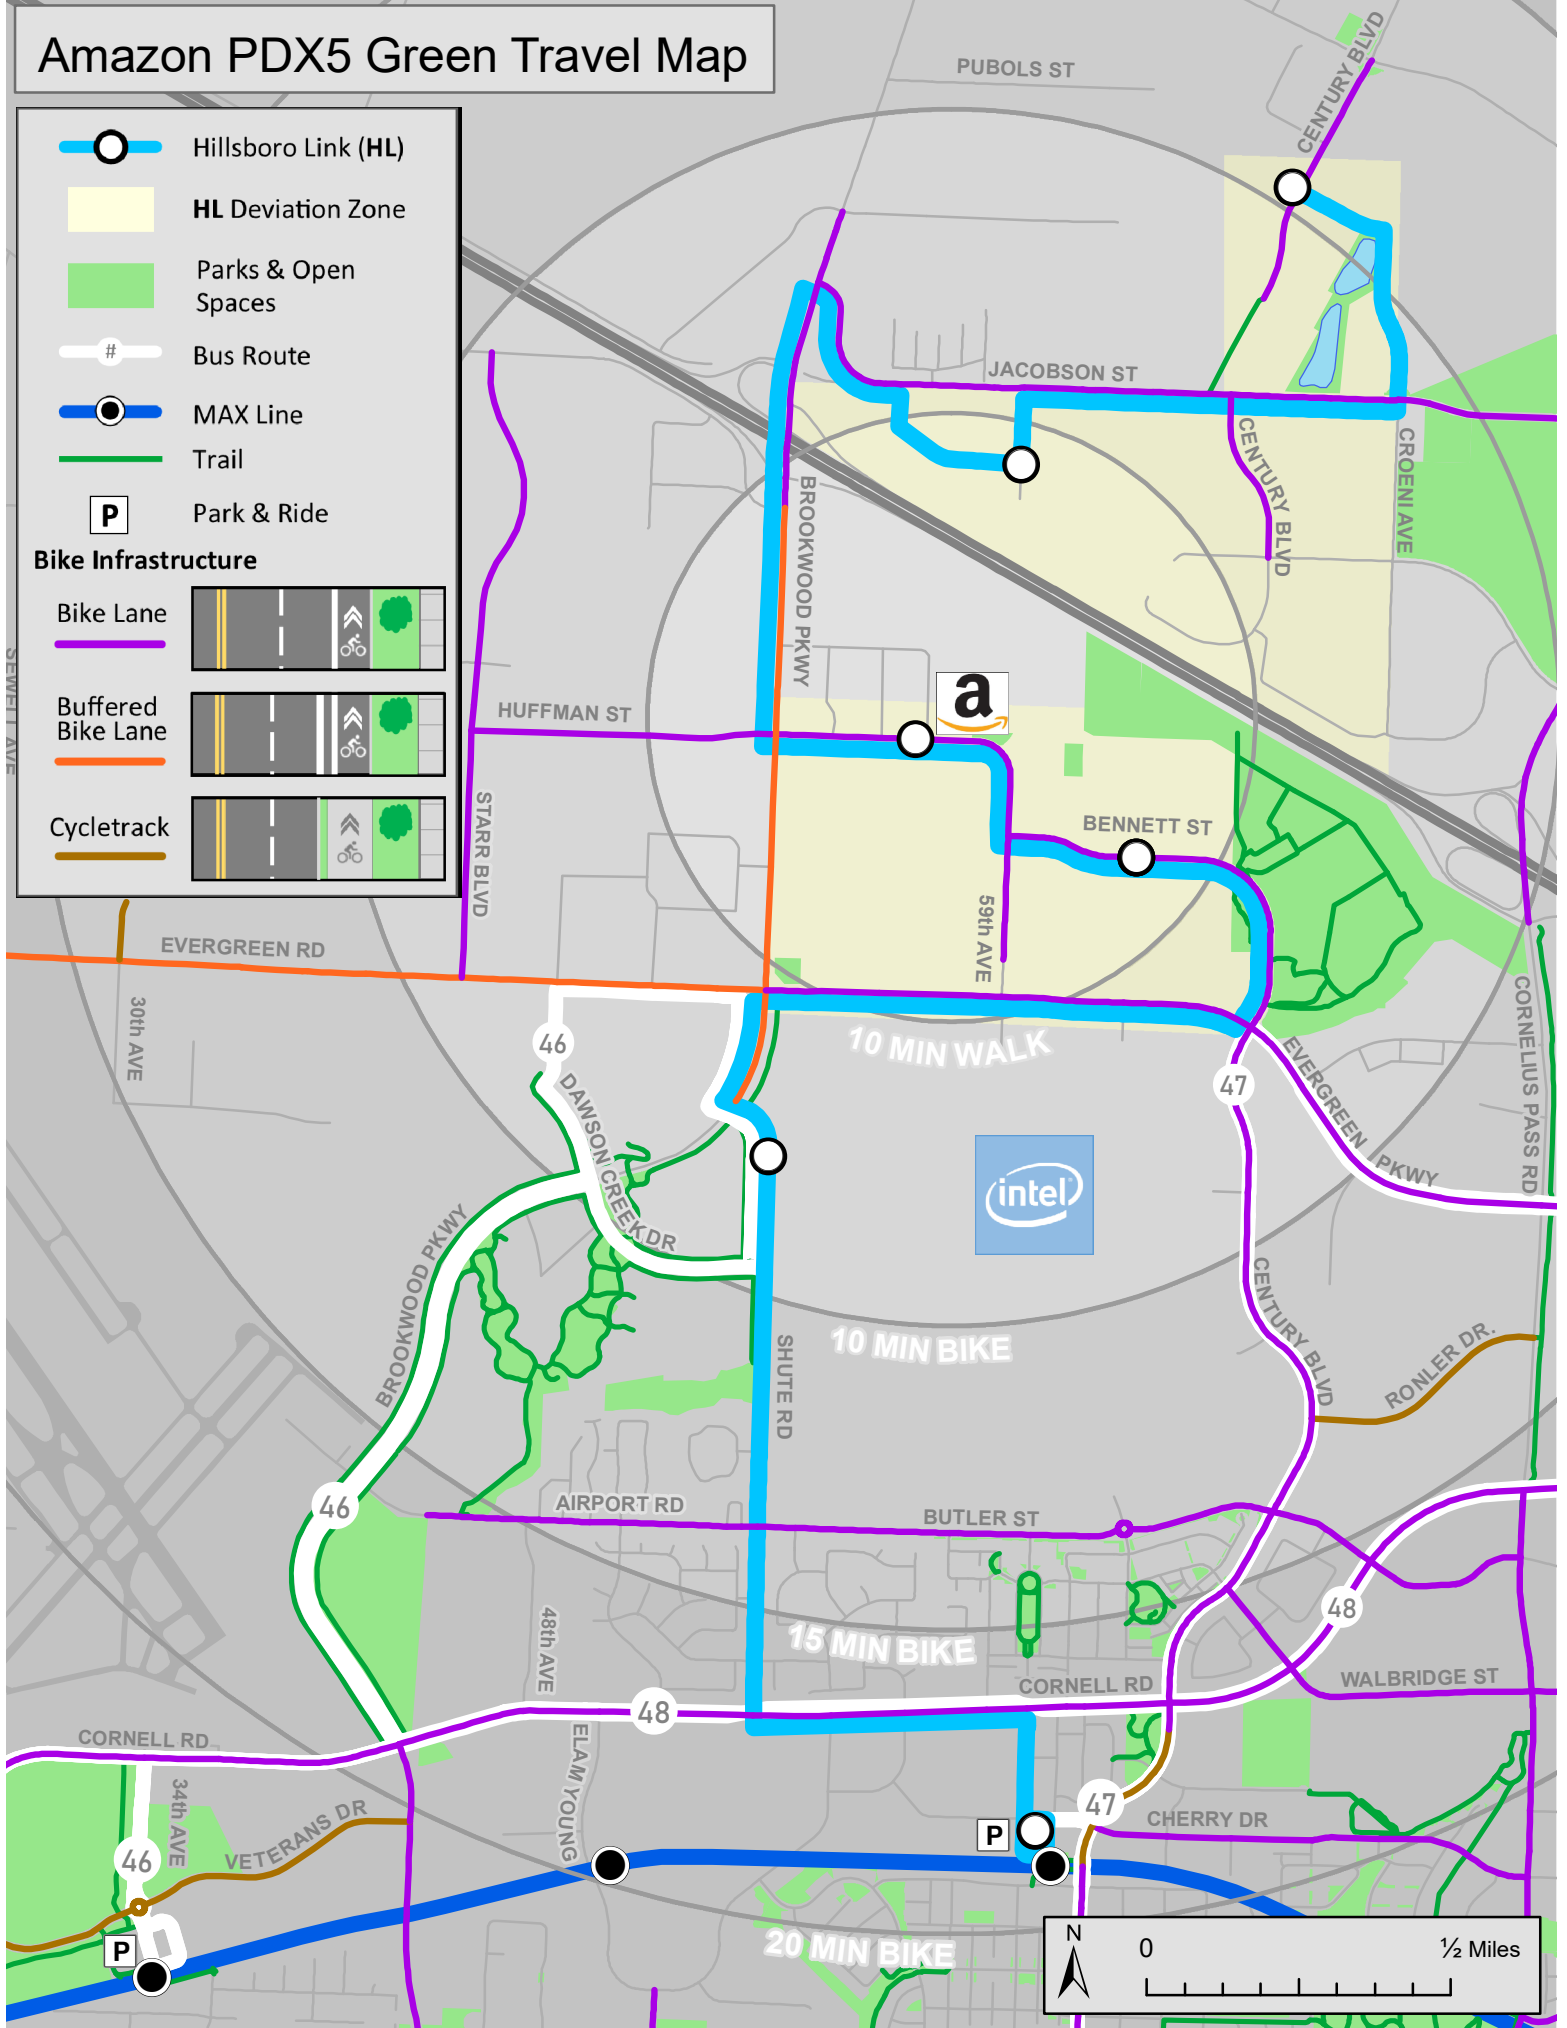 Amazon PDX5 Green Travel Map
Hillsboro Link (HL)
HL Deviation Zone
Parks & Open
Spaces
#
Bus Route
MAX Line
Trail
P
Park & Ride
Bike Infrastructure
Bike Lane
Buffered
Bike Lane
Cycletrack
PUBOLS ST
CENTURY BLVD
JACOBSON ST
CENTURY BLVD
CROENI AVE
BROOKWOOD PKWY
SEWELL AVE
a
HUFFMAN ST
STARR BLVD
BENNETT ST
59th AVE
EVERGREEN RD
30th AVE
46
10 MIN WALK
47
EVERGREEN
PKWY
CORNELIUS PASS RD
DAWSON CREEK DR
intel
BROOKWOOD PKWY
CENTURY BLVD
10 MIN BIKE
SHUTE RD
RONLER DR.
46
AIRPORT RD
BUTLER ST
48th AVE
15 MIN BIKE
48
CORNELL RD
WALBRIDGE ST
48
CORNELL RD
ELAM YOUNG
34th AVE
VETERANS DR
47
CHERRY DR
P
46
P
20 MIN BIKE
N
0
½ Miles